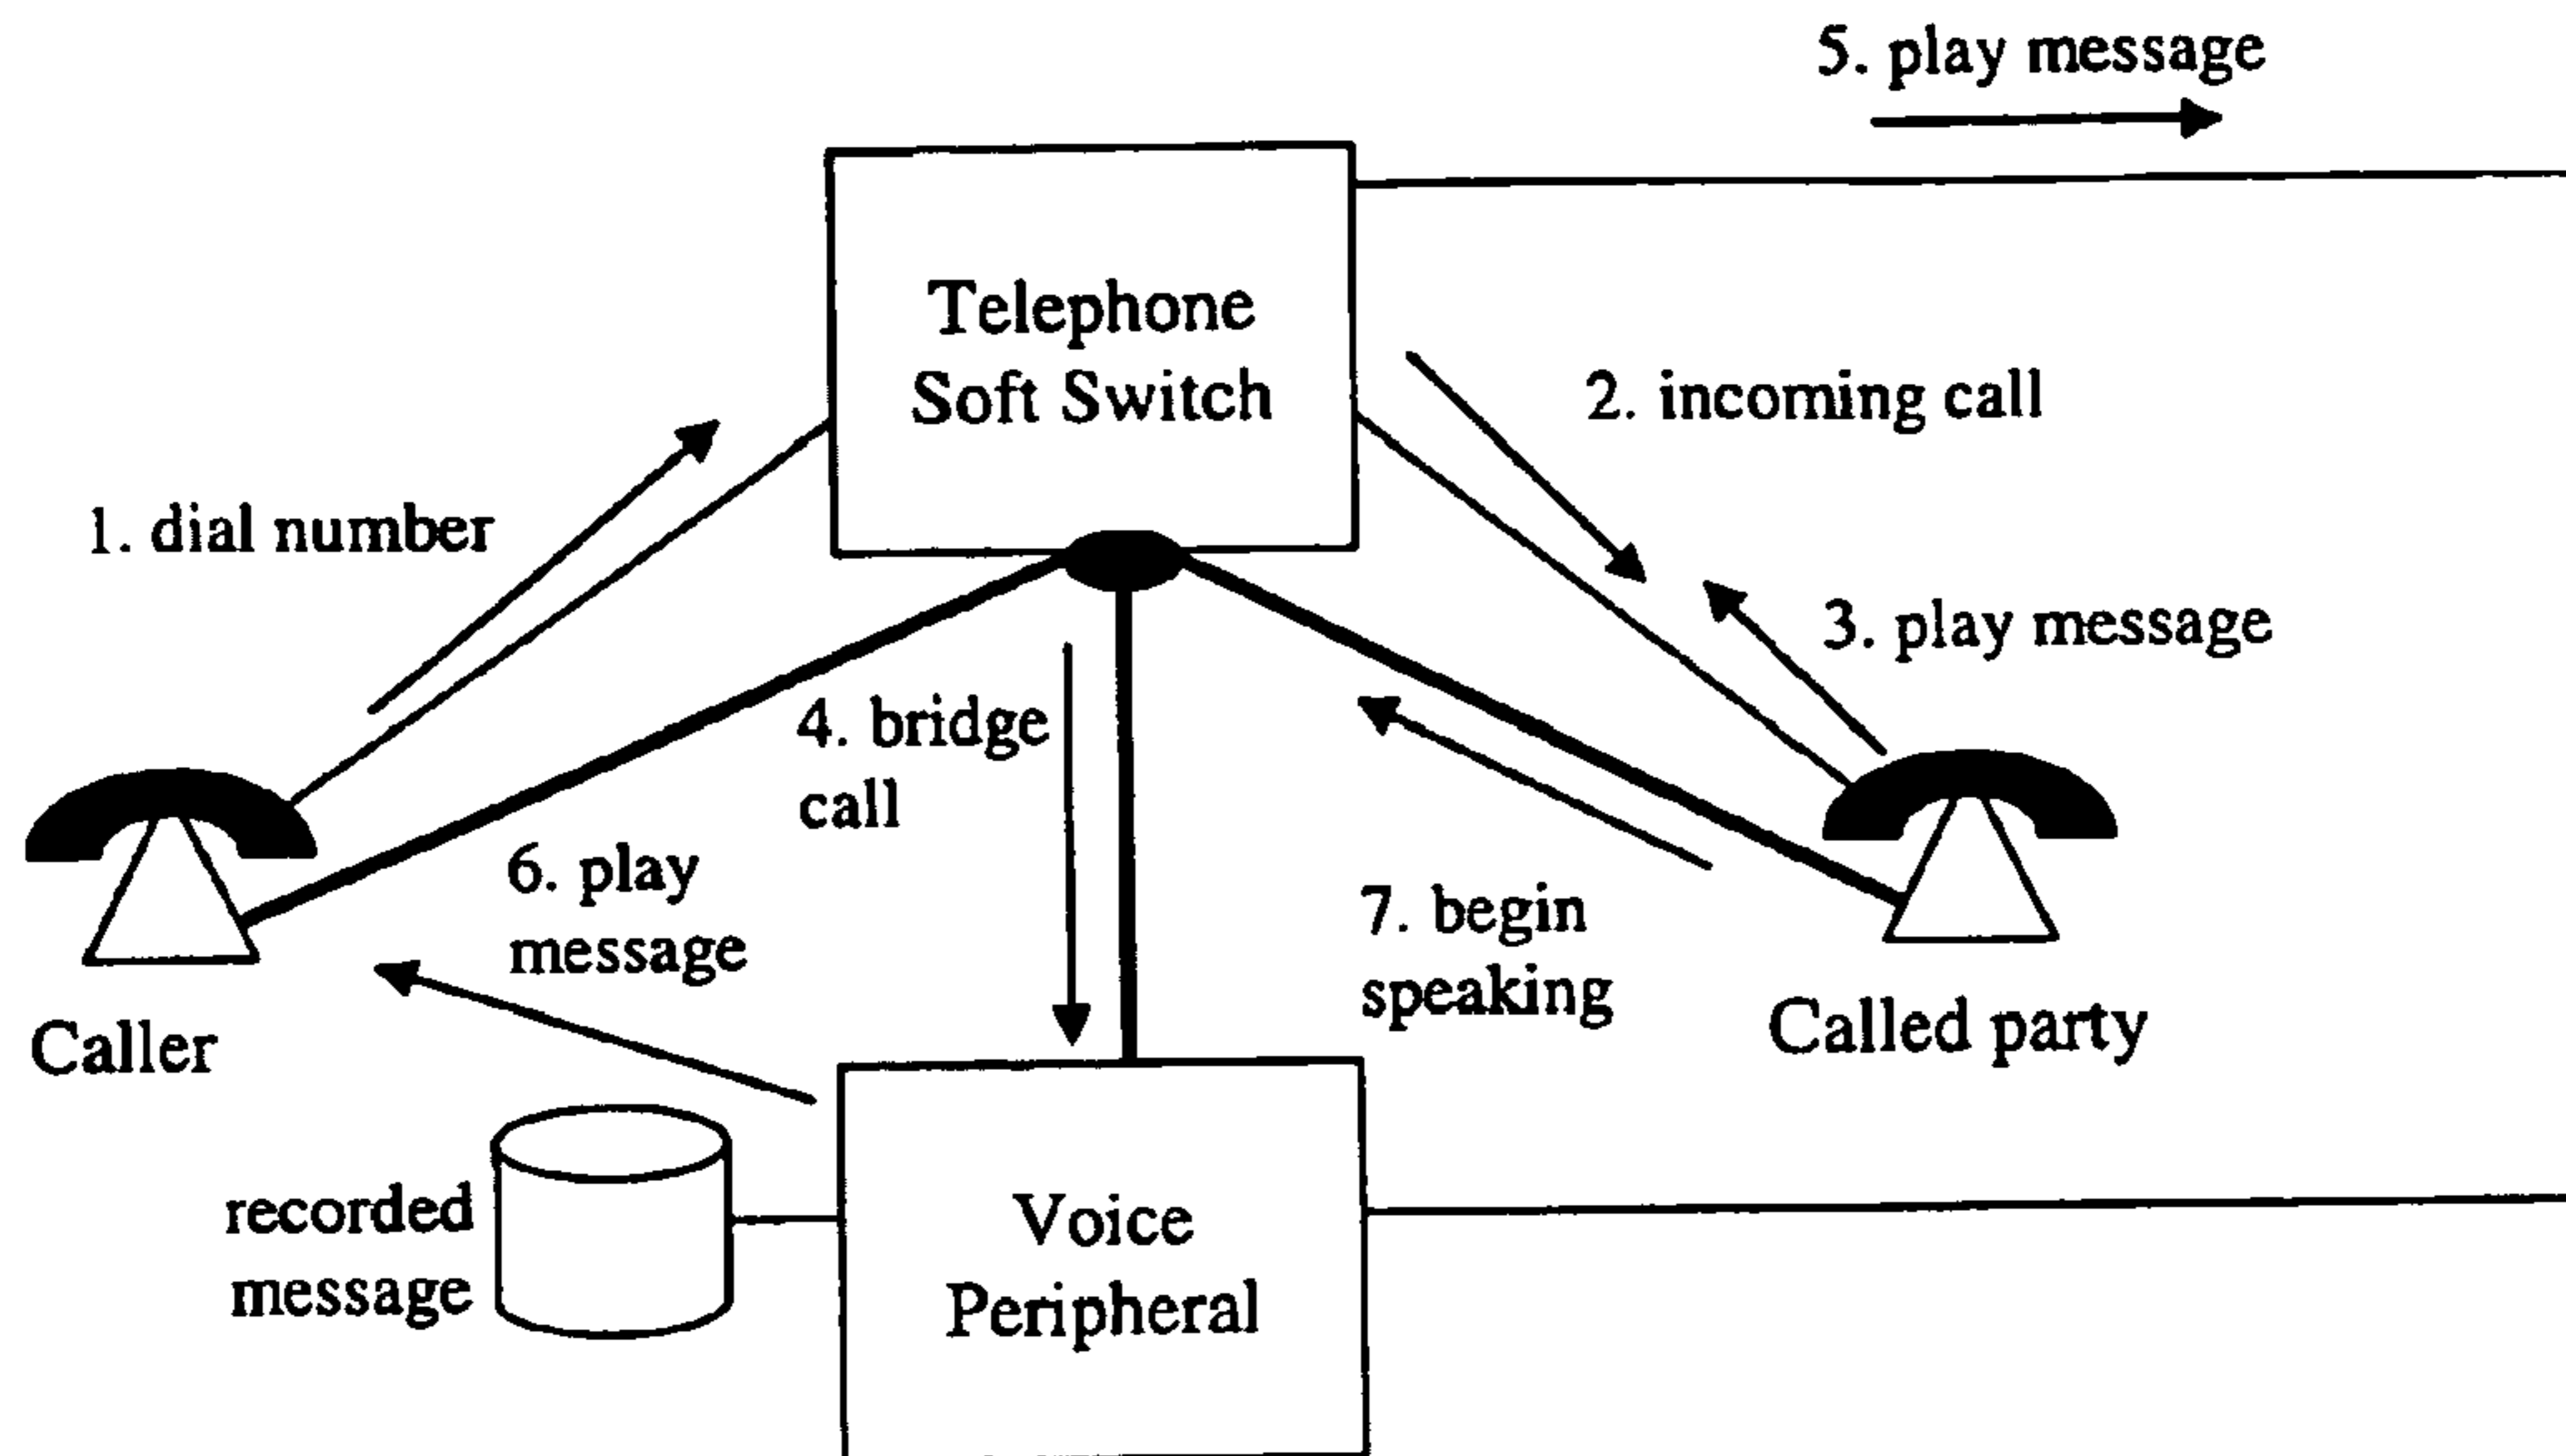 5. play message
Telephone
Soft Switch
2. incoming call
1. dial number
3. play message
4. bridge
call
6. play
message
7. begin
speaking
Caller
Called party
recorded
message
Voice
Peripheral